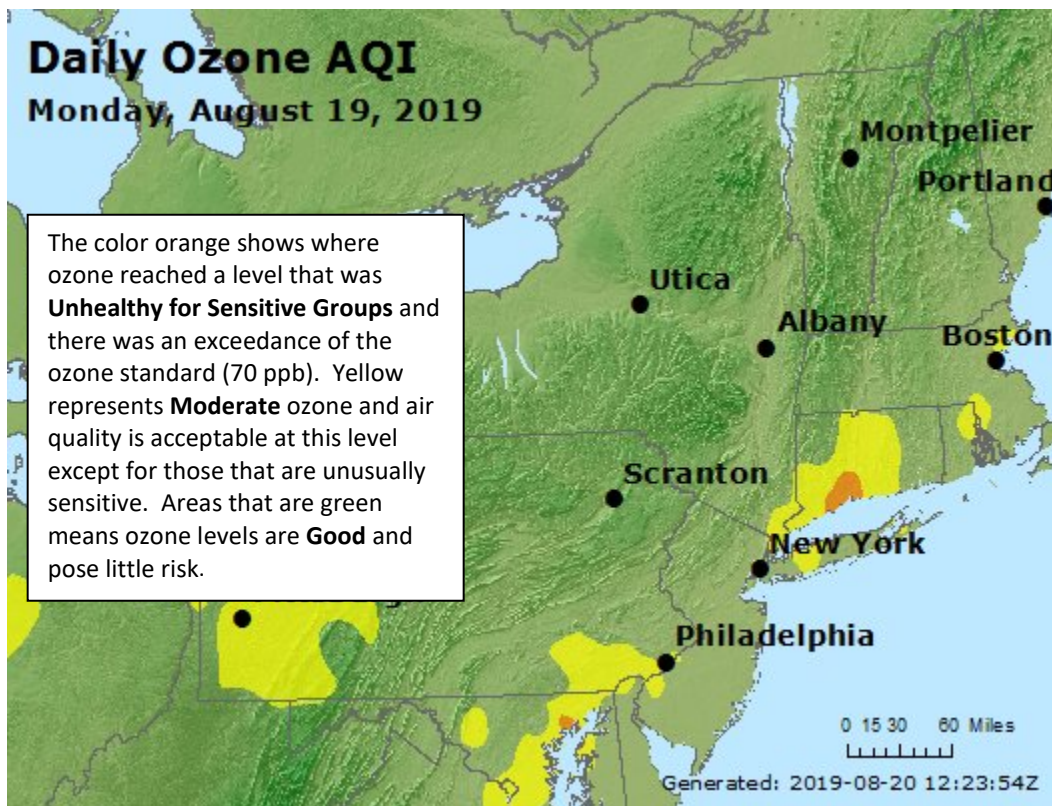 Daily Ozone AQI
Monday, August 19, 2019
Montpelier
Portland
The color orange shows where
ozone reached a level that was
Unhealthy for Sensitive Groups and
there was an exceedance of the
ozone standard (70 ppb).  Yellow
represents Moderate ozone and air
quality is acceptable at this level
except for those that are unusually
sensitive.  Areas that are green
means ozone levels are Good and
pose little risk.
Utica
Albany
Boston
Scranton
New York
Philadelphia
0 15 30 60 Miles
Generated: 2019-08-20 12:23:54Z